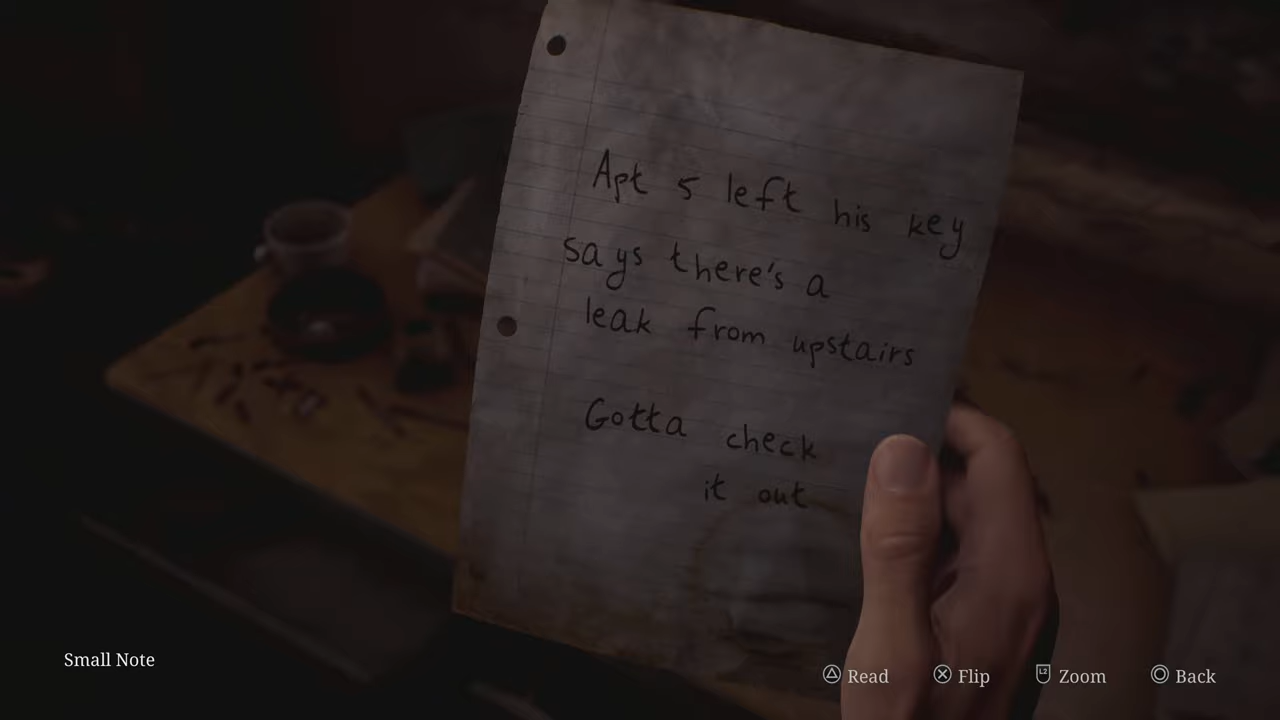 Apt 5 left his key
says there's a
leak from upstairs
Gotta check
it out
Small Note
Read Flip L2 Zoom Back